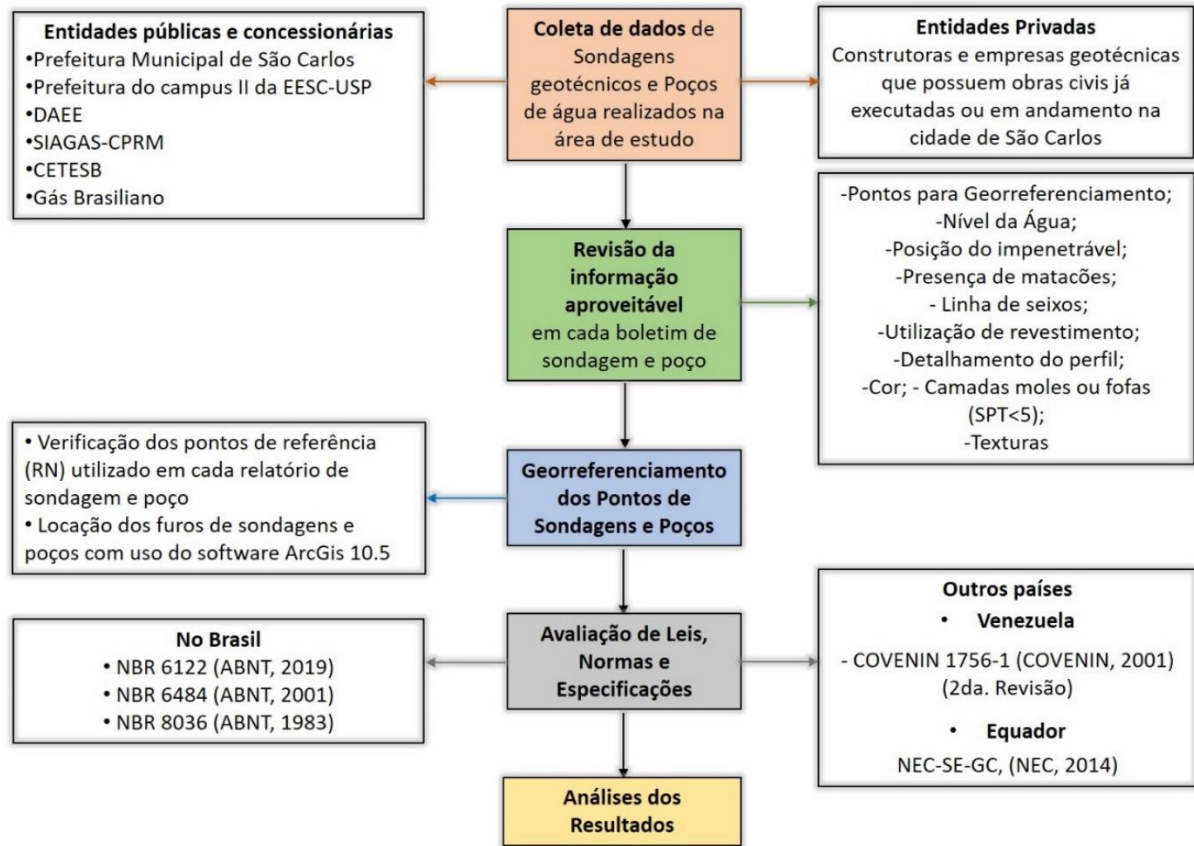 Entidades públicas e concessionárias
•Prefeitura Municipal de São Carlos
•Prefeitura do campus II da EESC-USP
•DAEE
•SIAGAS-CPRM
•CETESB
•Gás Brasiliano
Coleta de dados de
Sondagens
geotécnicos e Poços
de água realizados na
área de estudo
Entidades Privadas
Construtoras e empresas geotécnicas
que possuem obras civis já
executadas ou em andamento na
cidade de São Carlos
Revisão da
informação
aproveitável
em cada boletim de
sondagem e poço
-Pontos para Georreferenciamento;
-Nível da Água;
-Posição do impenetrável;
-Presença de matacões;
- Linha de seixos;
-Utilização de revestimento;
-Detalhamento do perfil;
-Cor; - Camadas moles ou fofas
(SPT<5);
-Texturas
• Verificação dos pontos de referência
(RN) utilizado em cada relatório de
sondagem e poço
• Locação dos furos de sondagens e
poços com uso do software ArcGis 10.5
Georreferenciamento
dos Pontos de
Sondagens e Poços
No Brasil
• NBR 6122 (ABNT, 2019)
• NBR 6484 (ABNT, 2001)
• NBR 8036 (ABNT, 1983)
Avaliação de Leis,
Normas e
Especificações
Outros países
• Venezuela
- COVENIN 1756-1 (COVENIN, 2001)
(2da. Revisão)
• Equador
NEC-SE-GC, (NEC, 2014)
Análises dos
Resultados